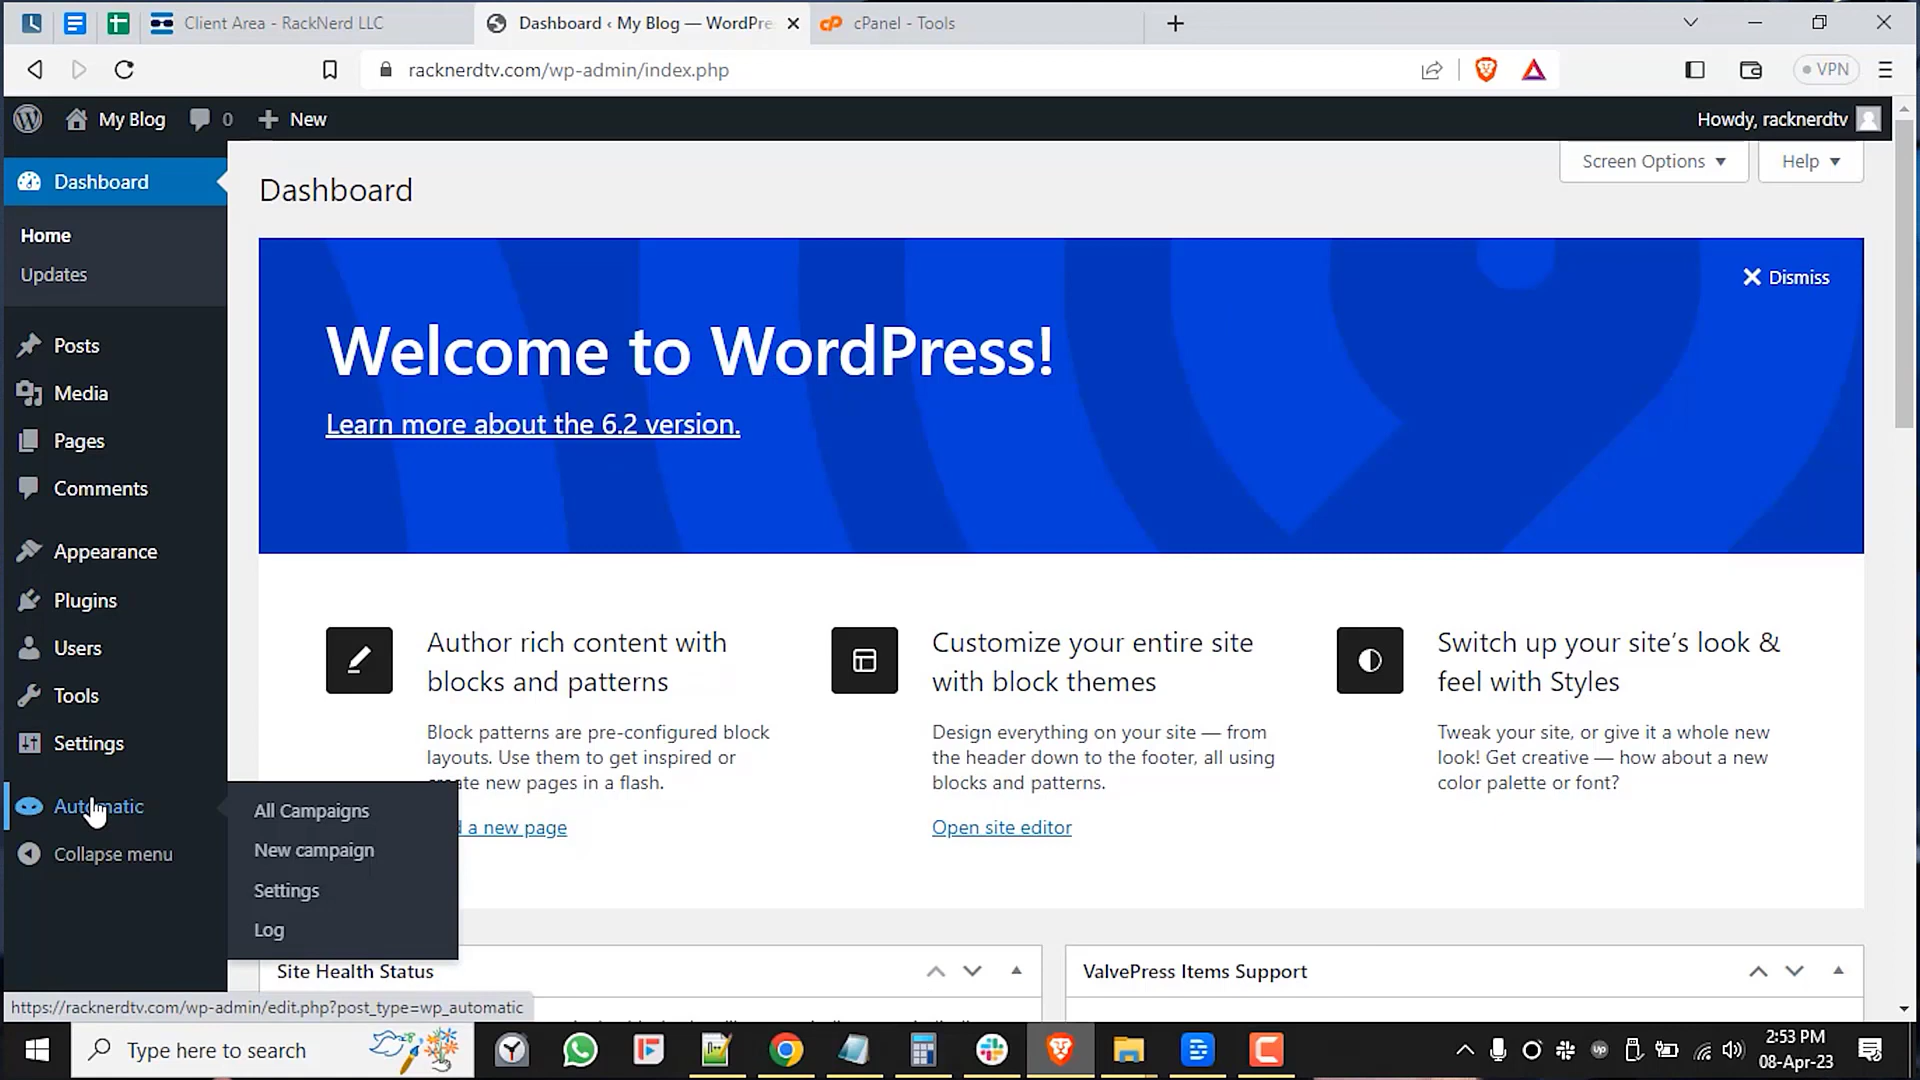 Client Area - RackNerd LLC
Dashboard ‹ My Blog — WordPre
cPanel - Tools
racknerdtv.com/wp-admin/index.php
VPN
My Blog
0
New
Howdy, racknerdtv
Screen Options
Help
Dashboard
Home
Updates
Posts
Media
Pages
Comments
Appearance
Plugins
Users
Tools
Settings
Automatic
Collapse menu
All Campaigns
New campaign
Settings
Log
Dashboard
Dismiss
Welcome to WordPress!
Learn more about the 6.2 version.
Author rich content with
blocks and patterns
Block patterns are pre-configured block
layouts. Use them to get inspired or
create new pages in a flash.
d a new page
Customize your entire site
with block themes
Design everything on your site — from
the header down to the footer, all using
blocks and patterns.
Open site editor
Switch up your site’s look &
feel with Styles
Tweak your site, or give it a whole new
look! Get creative — how about a new
color palette or font?
Site Health Status
ValvePress Items Support
https://racknerdtv.com/wp-admin/edit.php?post_type=wp_automatic
Type here to search
2:53 PM
08-Apr-23